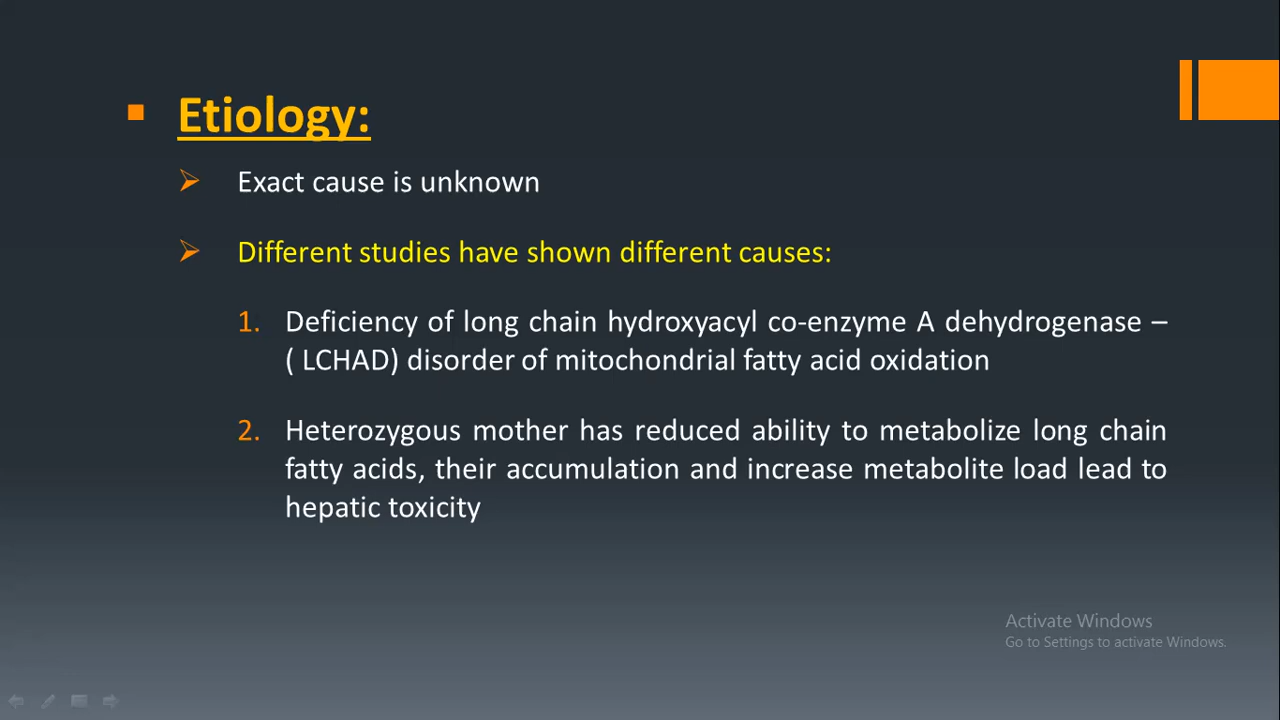 Etiology:
Exact cause is unknown
Different studies have shown different causes:
1. Deficiency of long chain hydroxyacyl co-enzyme A dehydrogenase –
( LCHAD) disorder of mitochondrial fatty acid oxidation
2. Heterozygous mother has reduced ability to metabolize long chain
fatty acids, their accumulation and increase metabolite load lead to
hepatic toxicity
Activate Windows
Go to Settings to activate Windows.